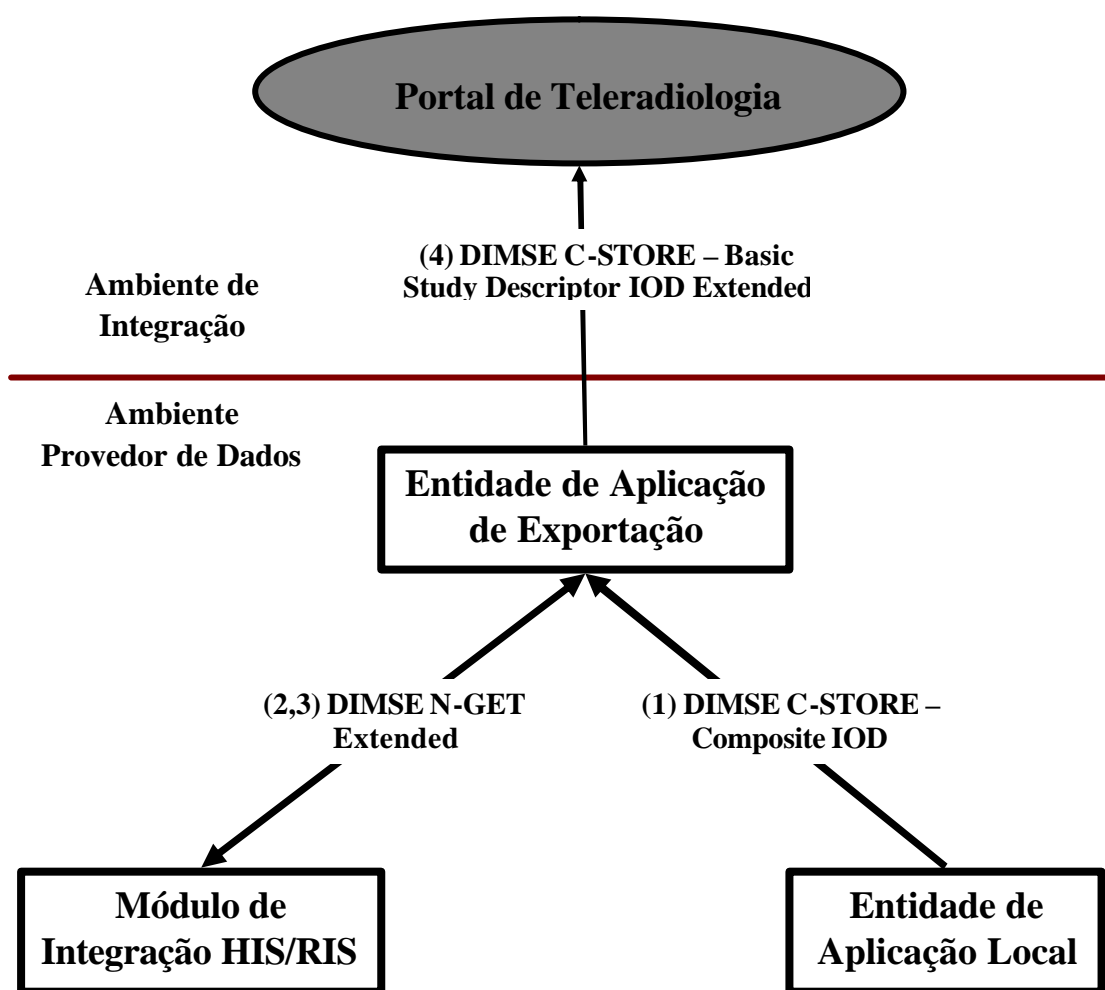 Portal de Teleradiologia
(4) DIMSE C-STORE – Basic
Study Descriptor IOD Extended
Ambiente de
Integração
Ambiente
Provedor de Dados
Entidade de Aplicação
de Exportação
(2,3) DIMSE N-GET
Extended
(1) DIMSE C-STORE –
Composite IOD
Módulo de
Integração HIS/RIS
Entidade de
Aplicação Local